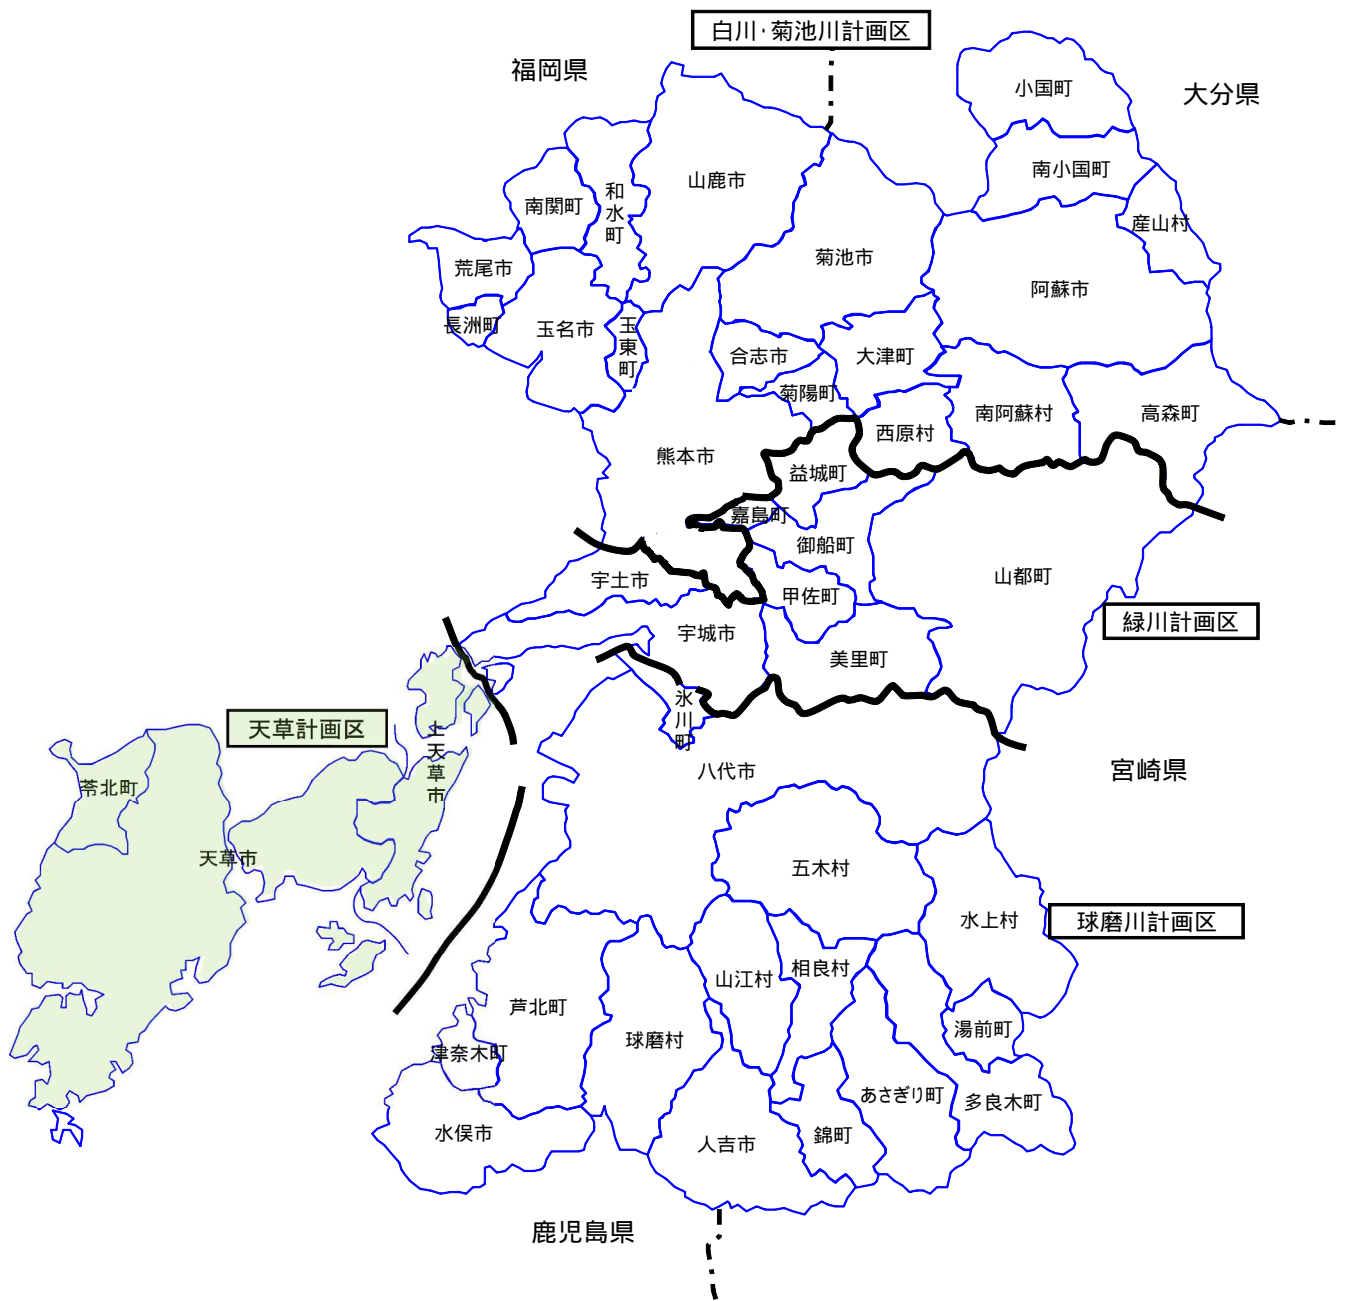 白川・菊池川計画区
福岡県
大分県
小国町
南小国町
山鹿市
和水町
南関町
産山村
菊池市
荒尾市
阿蘇市
長洲町
玉名市
玉東町
合志市
大津町
菊陽町
南阿蘇村
高森町
西原村
熊本市
益城町
嘉島町
御船町
山都町
宇土市
甲佐町
緑川計画区
宇城市
美里町
氷川町
天草計画区
上天草市
八代市
宮崎県
苓北町
天草市
五木村
水上村
球磨川計画区
山江村
相良村
芦北町
湯前町
球磨村
津奈木町
あさぎり町
多良木町
水俣市
錦町
人吉市
鹿児島県